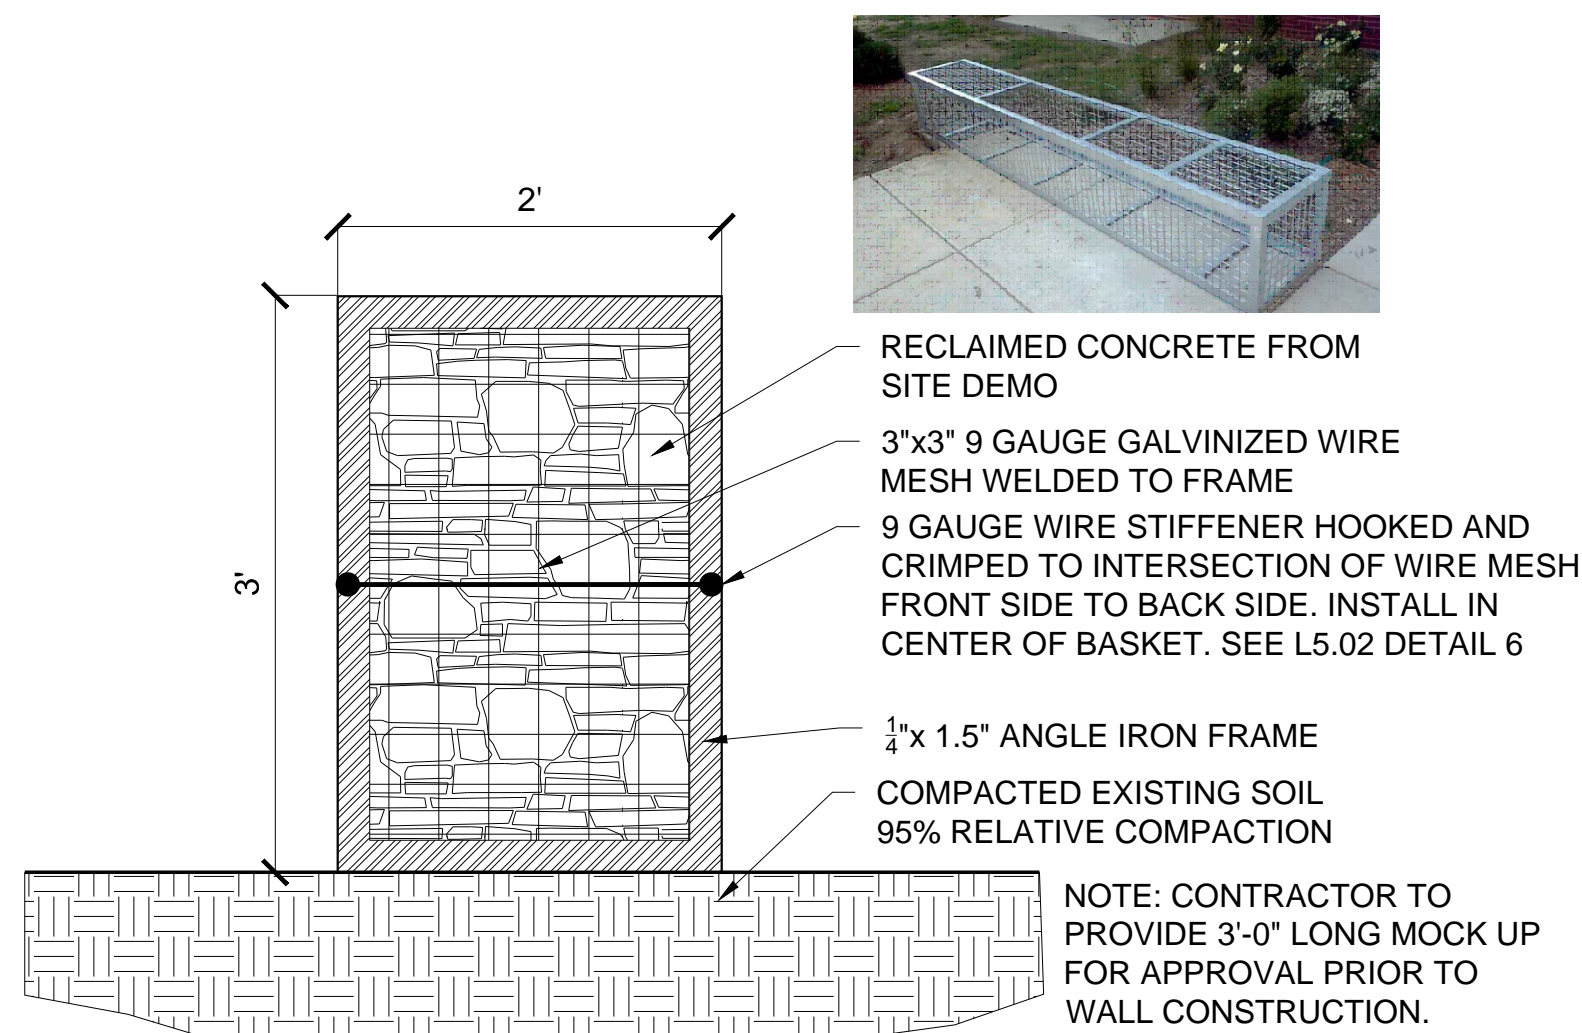 2'
3'
RECLAIMED CONCRETE FROM
SITE DEMO
3"x3" 9 GAUGE GALVINIZED WIRE
MESH WELDED TO FRAME
9 GAUGE WIRE STIFFENER HOOKED AND
CRIMPED TO INTERSECTION OF WIRE MESH
FRONT SIDE TO BACK SIDE. INSTALL IN
CENTER OF BASKET. SEE L5.02 DETAIL 6
1/4"x 1.5" ANGLE IRON FRAME
COMPACTED EXISTING SOIL
95% RELATIVE COMPACTION
NOTE: CONTRACTOR TO
PROVIDE 3'-0" LONG MOCK UP
FOR APPROVAL PRIOR TO
WALL CONSTRUCTION.